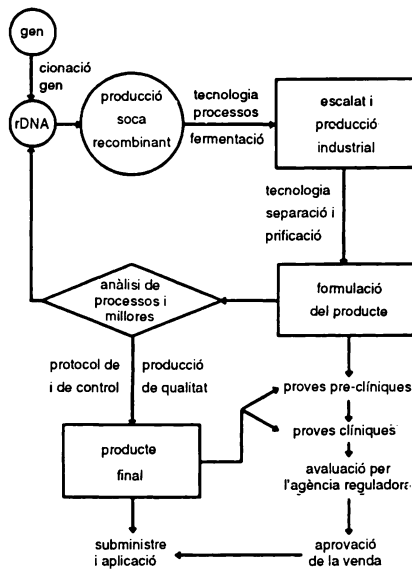 gen
cionació
gen
rDNA
producció
soca
recombinant
tecnologia
processos
fermentació
escalat i
producció
industrial
tecnologia
separació i
prificació
formulació
del producte
anàlisi de
processos i
millores
protocol de
i de control
producció
de qualitat
producte
final
proves pre-clíniques
proves clíniques
avaluació per
l'agència reguladora
aprovació
de la venda
subministre
i aplicació